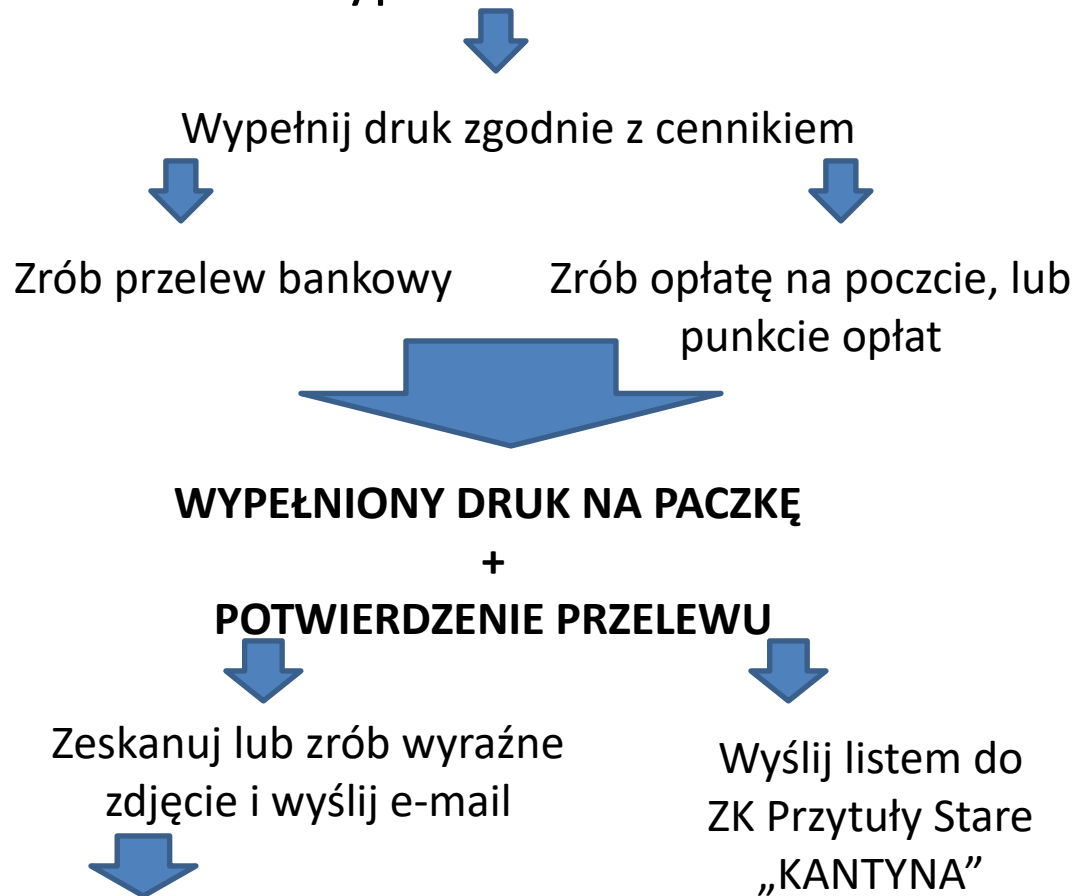 Wypełnij druk zgodnie z cennikiem
Zrób przelew bankowy
Zrób opłatę na poczcie, lub
punkcie opłat
WYPEŁNIONY DRUK NA PACZKĘ
+
POTWIERDZENIE PRZELEWU
Zeskanuj lub zrób wyraźne
zdjęcie i wyślij e-mail
Wyślij listem do
ZK Przytuły Stare
„KANTYNA”